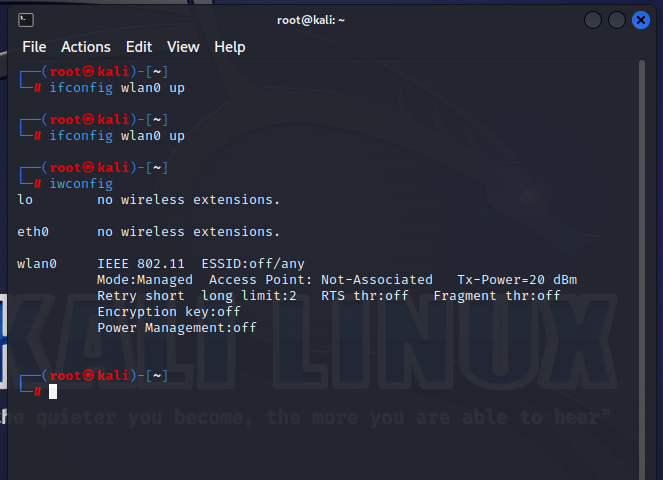 root@kali: ~
File Actions Edit View Help
┌──(root㉿kali)-[~]
└─# ifconfig wlan0 up
┌──(root㉿kali)-[~]
└─# ifconfig wlan0 up
┌──(root㉿kali)-[~]
└─# iwconfig
lo        no wireless extensions.
eth0      no wireless extensions.
wlan0     IEEE 802.11  ESSID:off/any
          Mode:Managed  Access Point: Not-Associated   Tx-Power=20 dBm
          Retry short  long limit:2   RTS thr:off   Fragment thr:off
          Encryption key:off
          Power Management:off
┌──(root㉿kali)-[~]
└─#
KALI LINUX
he quieter you become, the more you are able to hear"